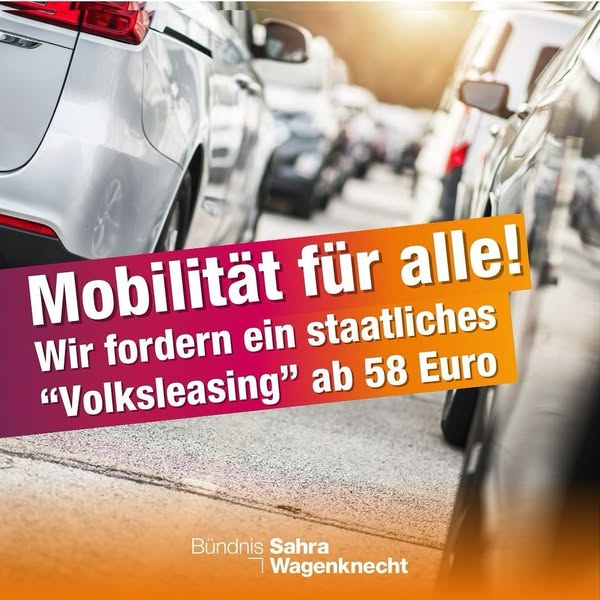 Mobilität für alle!
Wir fordern ein staatliches
“Volksleasing” ab 58 Euro
Bündnis Sahra
Wagenknecht